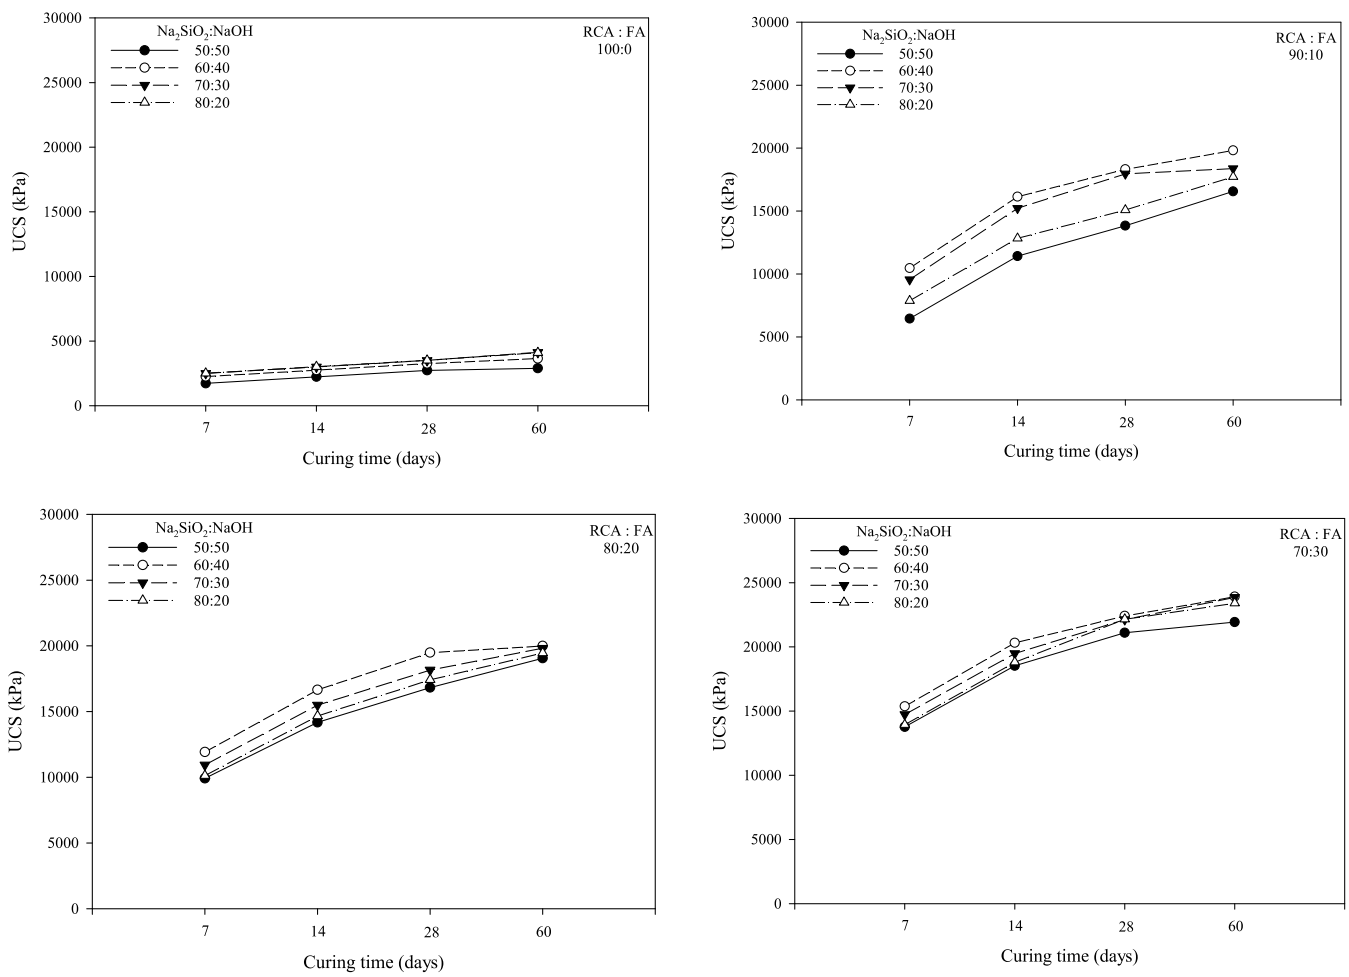 30000
25000
20000
15000
10000
5000
0
UCS (kPa)
Na₂SiO₂:NaOH
50:50
60:40
70:30
80:20
RCA : FA
100:0
7 14 28 60
Curing time (days)
30000
25000
20000
15000
10000
5000
0
UCS (kPa)
Na₂SiO₂:NaOH
50:50
60:40
70:30
80:20
RCA : FA
90:10
7 14 28 60
Curing time (days)
30000
25000
20000
15000
10000
5000
0
UCS (kPa)
Na₂SiO₂:NaOH
50:50
60:40
70:30
80:20
RCA : FA
80:20
7 14 28 60
Curing time (days)
30000
25000
20000
15000
10000
5000
0
UCS (kPa)
Na₂SiO₂:NaOH
50:50
60:40
70:30
80:20
RCA : FA
70:30
7 14 28 60
Curing time (days)